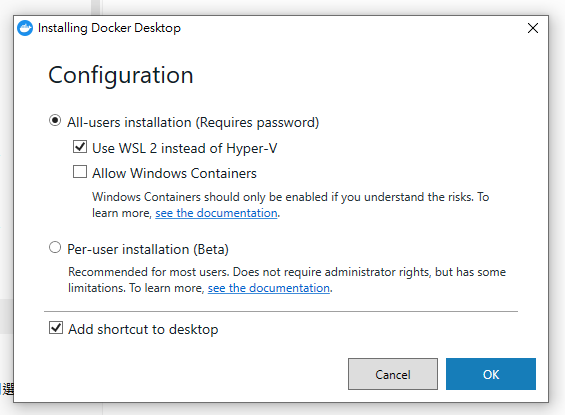 Installing Docker Desktop
Configuration
All-users installation (Requires password)
Use WSL 2 instead of Hyper-V
Allow Windows Containers
Windows Containers should only be enabled if you understand the risks. To
learn more, see the documentation.
Per-user installation (Beta)
Recommended for most users. Does not require administrator rights, but has some
limitations. To learn more, see the documentation.
Add shortcut to desktop
選
Cancel
OK